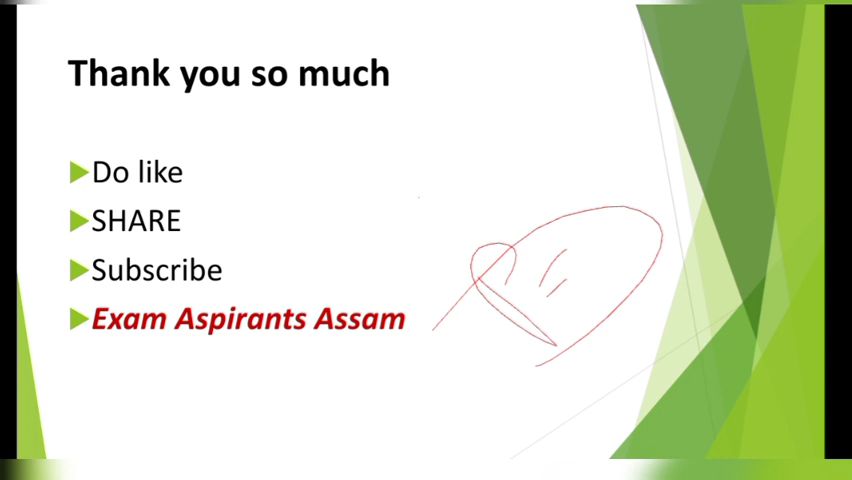 Thank you so much
Do like
SHARE
Subscribe
Exam Aspirants Assam